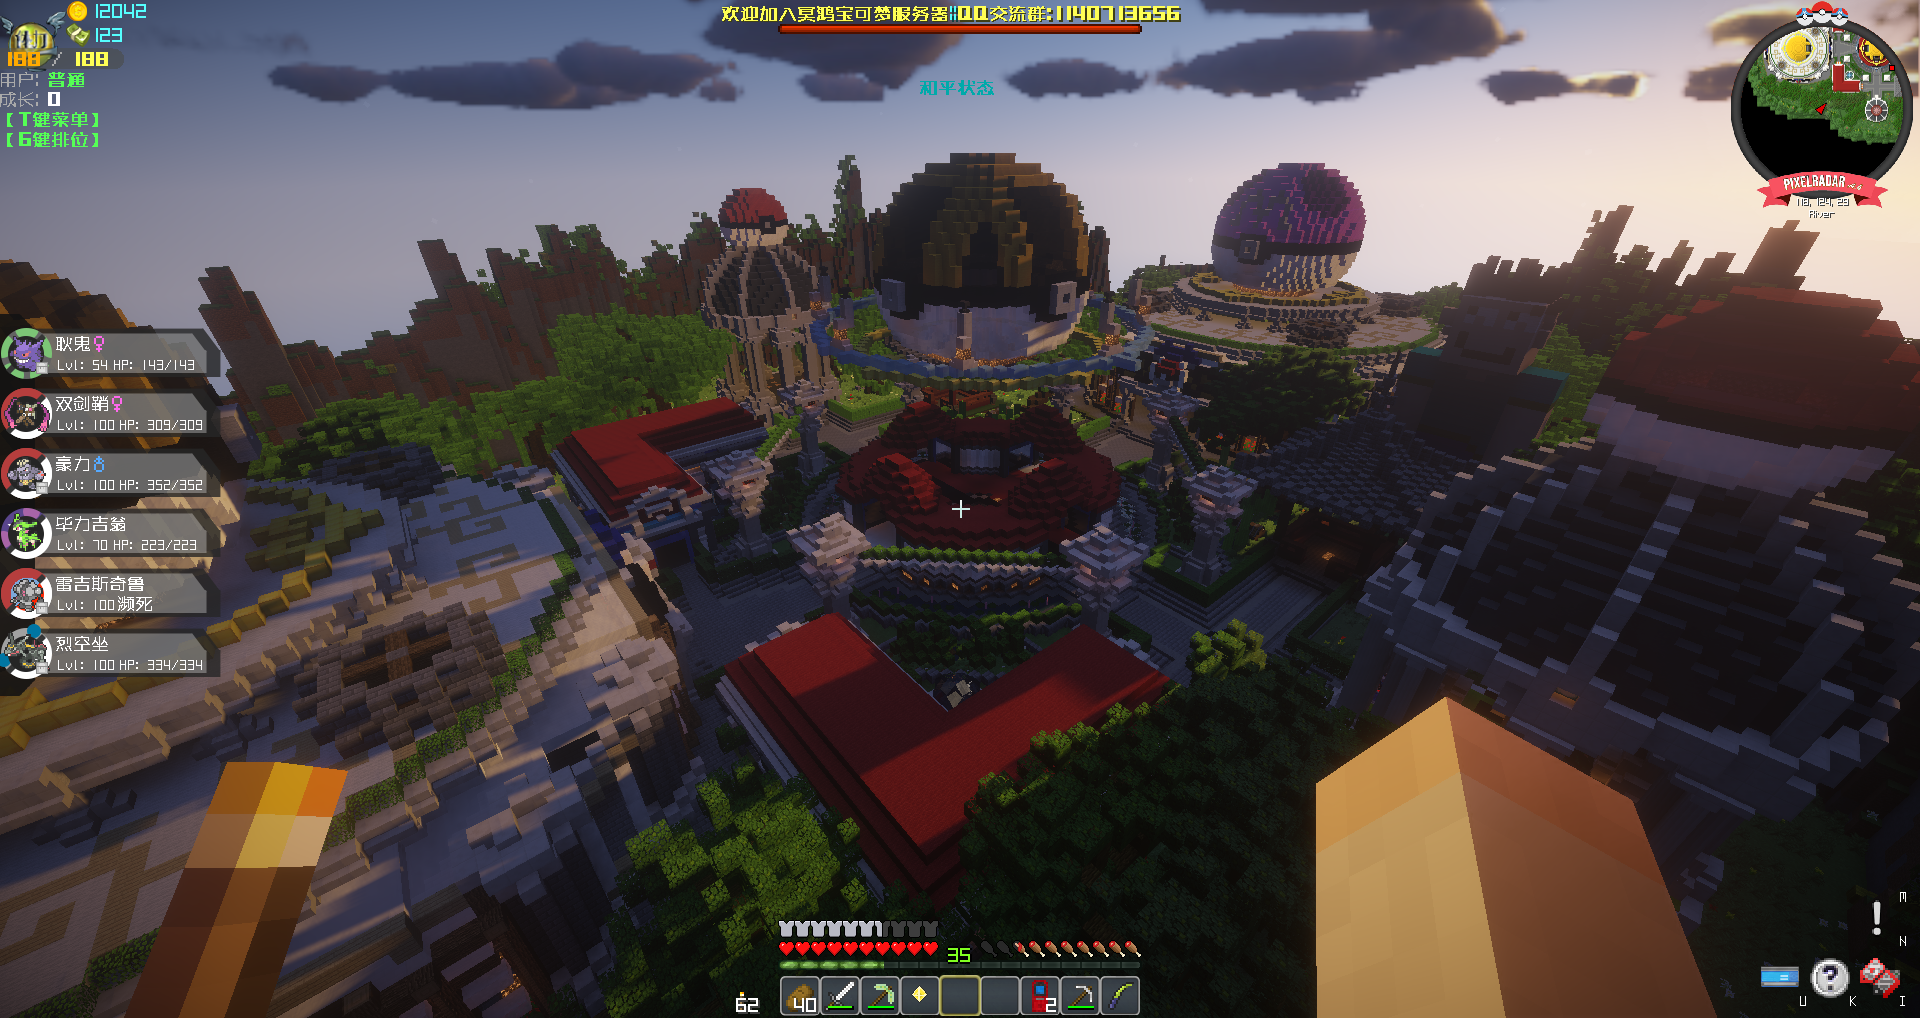 12042
欢迎加入冥鸿宝可梦服务器!!QQ交流群:1140713656
123
188 / 188
用户: 普通
成长: 0
【T键菜单】
【G键排位】
和平状态
PIXELRADAR
118, 124, 29
River
耿鬼♀
Lvl: 54 HP: 143/143
双剑鞘♀
Lvl: 100 HP: 309/309
豪力
Lvl: 100 HP: 352/352
毕力吉翁
Lvl: 70 HP: 223/223
雷吉斯奇鲁
Lvl: 100 濒死
烈空坐
Lvl: 100 HP: 334/334
35
62
40
2
M
N
U
K
I